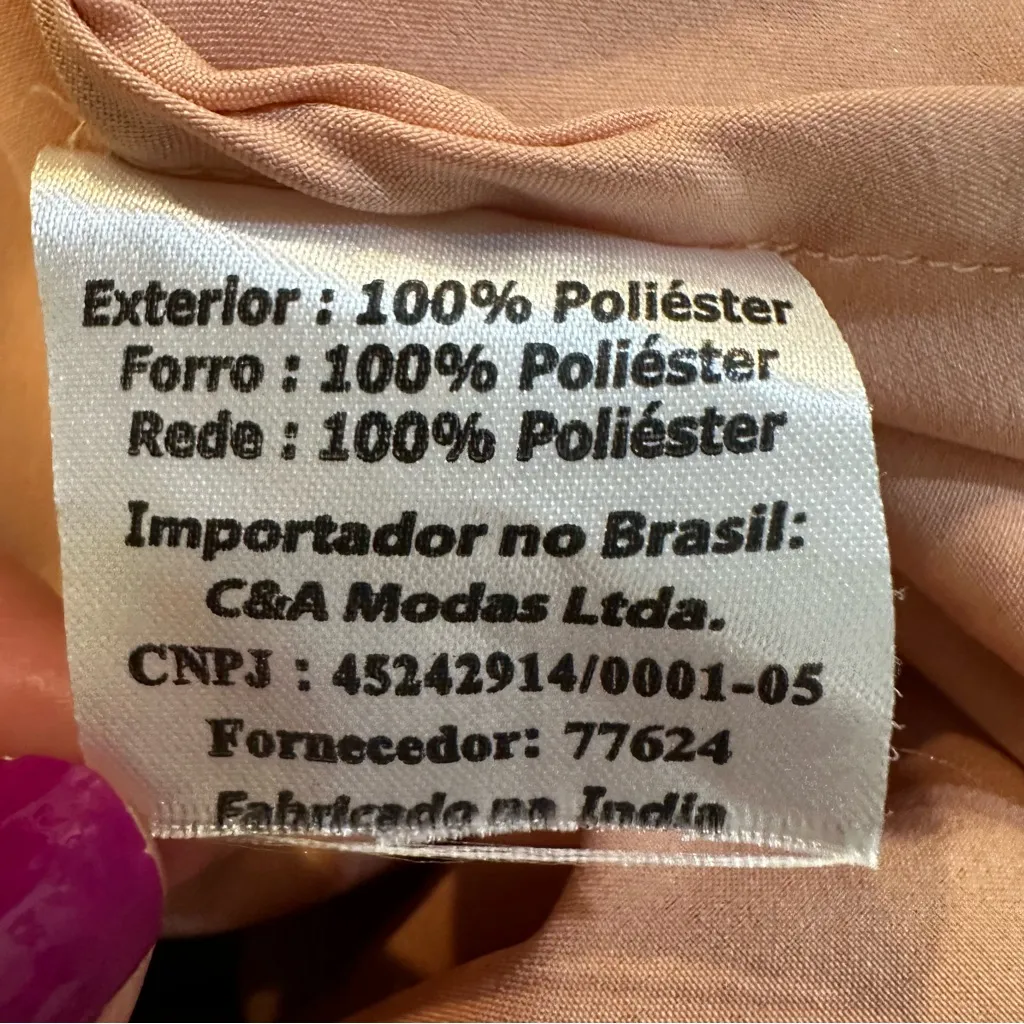 Exterior : 100% Poliéster
Forro : 100% Poliéster
Rede : 100% Poliéster
Importador no Brasil:
C&A Modas Ltda.
CNPJ : 45242914/0001-05
Fornecedor: 77624
Fabricado na India